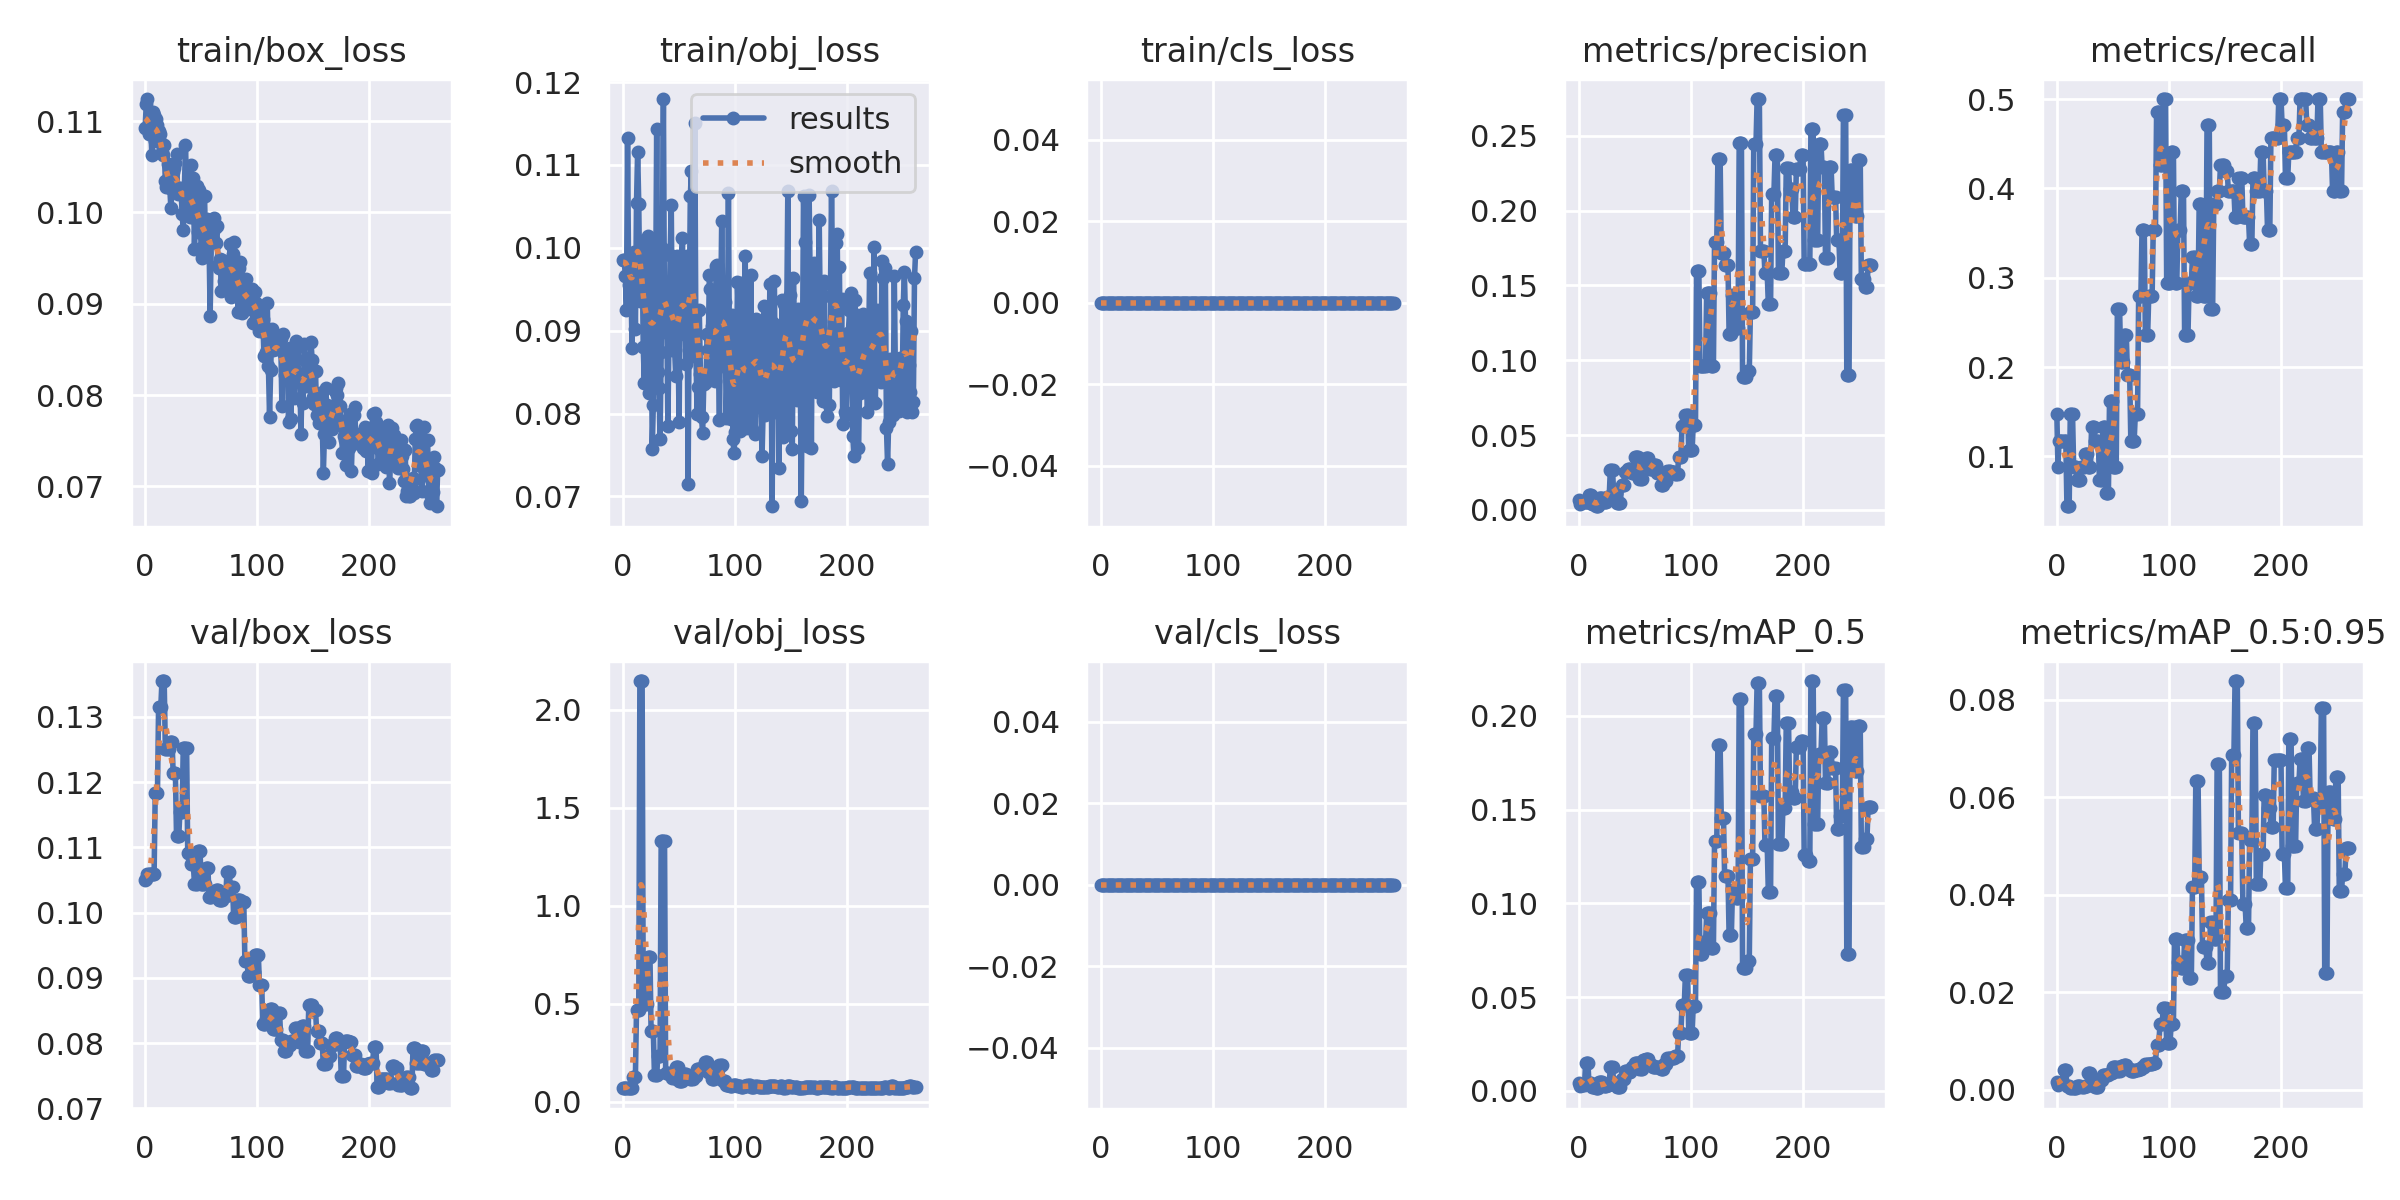 train/box_loss
0.11
0.10
0.09
0.08
0.07
0 100 200
train/obj_loss
results
smooth
0.12
0.11
0.10
0.09
0.08
0.07
0 100 200
train/cls_loss
0.04
0.02
0.00
−0.02
−0.04
0 100 200
metrics/precision
0.25
0.20
0.15
0.10
0.05
0.00
0 100 200
metrics/recall
0.5
0.4
0.3
0.2
0.1
0 100 200
val/box_loss
0.13
0.12
0.11
0.10
0.09
0.08
0.07
0 100 200
val/obj_loss
2.0
1.5
1.0
0.5
0.0
0 100 200
val/cls_loss
0.04
0.02
0.00
−0.02
−0.04
0 100 200
metrics/mAP_0.5
0.20
0.15
0.10
0.05
0.00
0 100 200
metrics/mAP_0.5:0.95
0.08
0.06
0.04
0.02
0.00
0 100 200